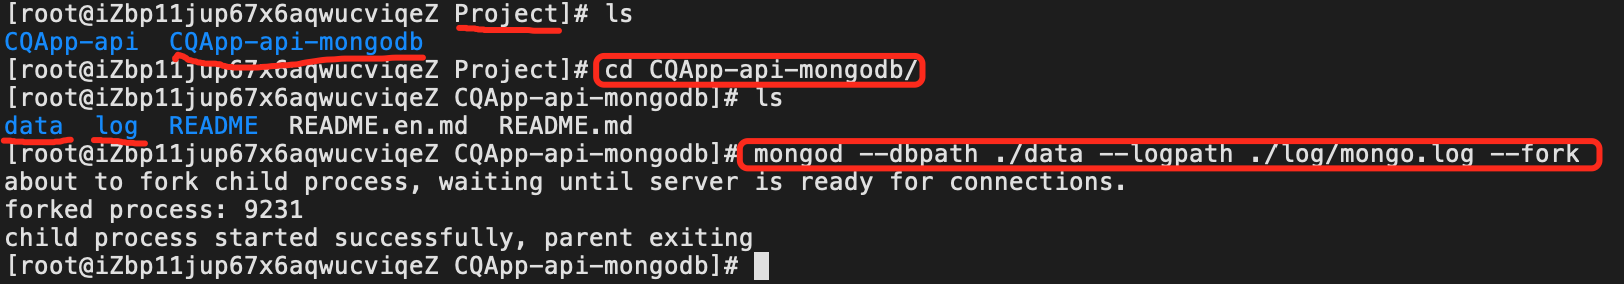 [root@iZbp11jup67x6aqwucviqeZ Project]# ls
CQApp-api  CQApp-api-mongodb
[root@iZbp11jup67x6aqwucviqeZ Project]# cd CQApp-api-mongodb/
[root@iZbp11jup67x6aqwucviqeZ CQApp-api-mongodb]# ls
data  log  README  README.en.md  README.md
[root@iZbp11jup67x6aqwucviqeZ CQApp-api-mongodb]# mongod --dbpath ./data --logpath ./log/mongo.log --fork
about to fork child process, waiting until server is ready for connections.
forked process: 9231
child process started successfully, parent exiting
[root@iZbp11jup67x6aqwucviqeZ CQApp-api-mongodb]#